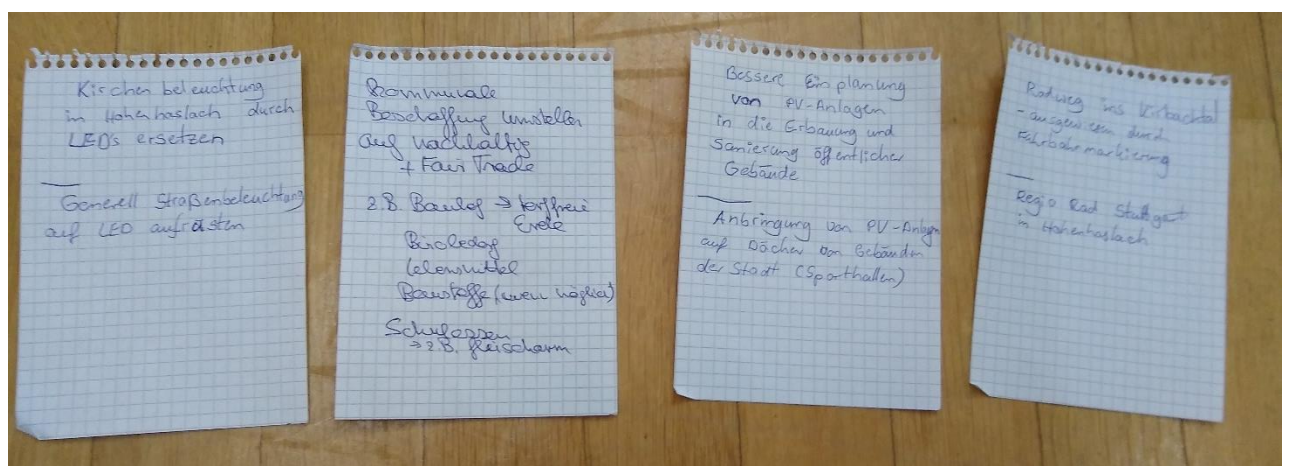 Kirchenbeleuchtung
in Hohenhaslach durch
LED's ersetzen
Generell Straßenbeleuchtung
auf LED aufrüsten
Kommunale
Beschaffung umstellen
auf nachhaltig
+ Fair Trade
z.B. Bauhof → torffreie
Erde
Bürobedarf
Lebensmittel
Baustoffe (wenn möglich)
Schulessen
→ z.B. fleischarm
Bessere Einplanung
von PV-Anlagen
in die Erbauung und
Sanierung öffentlicher
Gebäude
Anbringung von PV-Anlagen
auf Dächer von Gebäuden
der Stadt (Sporthallen)
Radweg ins Kirbachtal
- ausgewiesen durch
Fahrbahnmarkierung
Regio Rad Stuttgart
in Hohenhaslach